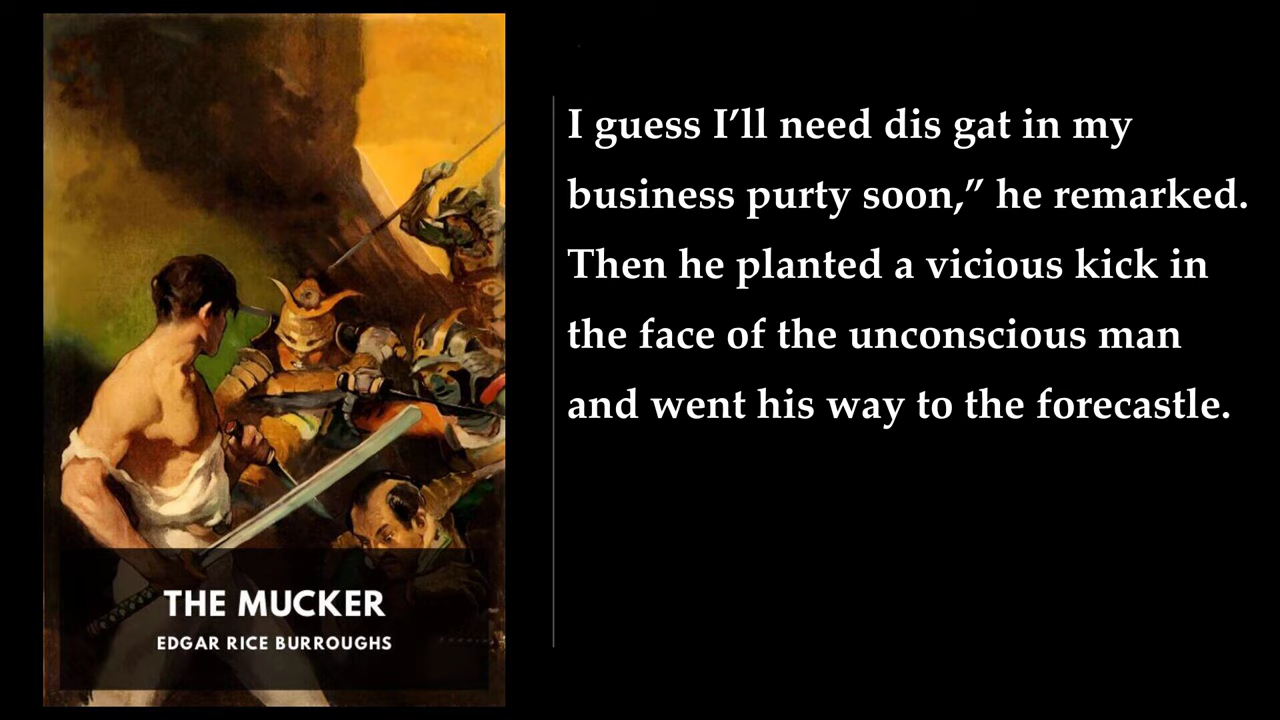 I guess I’ll need dis gat in my
business purty soon,” he remarked.
Then he planted a vicious kick in
the face of the unconscious man
and went his way to the forecastle.
THE MUCKER
EDGAR RICE BURROUGHS